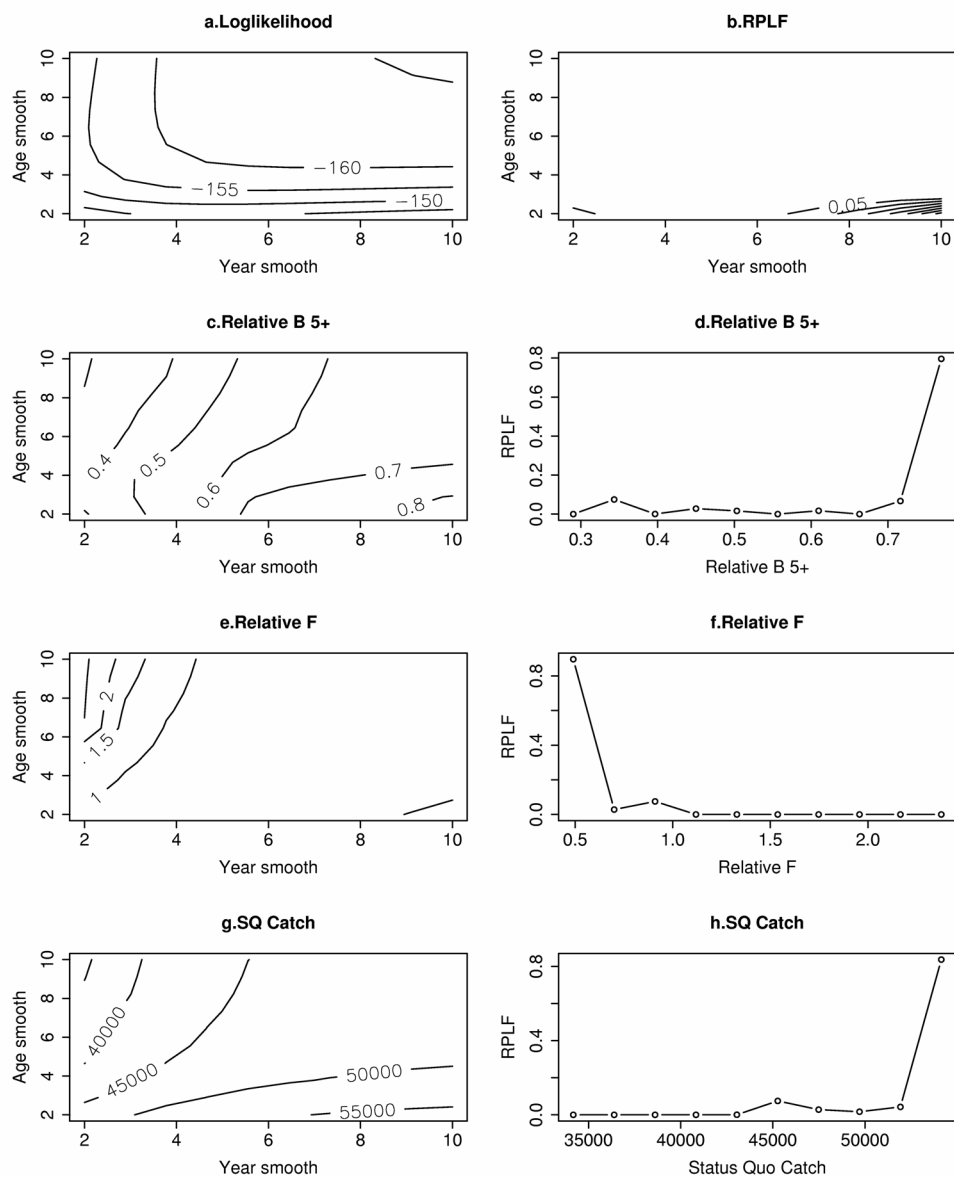 a.Loglikelihood
Age smooth
10
8
6
4
2
−160
−155
−150
2 4 6 8 10
Year smooth
b.RPLF
Age smooth
10
8
6
4
2
0.05
2 4 6 8 10
Year smooth
c.Relative B 5+
Age smooth
10
8
6
4
2
0.4
0.5
0.6
0.7
0.8
2 4 6 8 10
Year smooth
d.Relative B 5+
RPLF
0.8
0.6
0.4
0.2
0.0
0.3 0.4 0.5 0.6 0.7
Relative B 5+
e.Relative F
Age smooth
10
8
6
4
2
2
1.5
1
2 4 6 8 10
Year smooth
f.Relative F
RPLF
0.8
0.4
0.0
0.5 1.0 1.5 2.0
Relative F
g.SQ Catch
Age smooth
10
8
6
4
2
40000
45000
50000
55000
2 4 6 8 10
Year smooth
h.SQ Catch
RPLF
0.8
0.4
0.0
35000 40000 45000 50000
Status Quo Catch